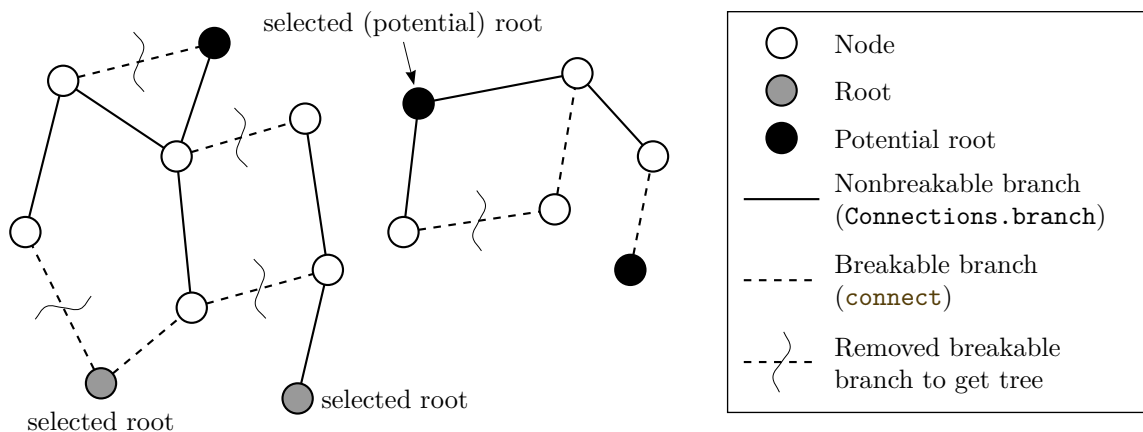 selected (potential) root
selected root
selected root
Node
Root
Potential root
Nonbreakable branch
(Connections.branch)
Breakable branch
(connect)
Removed breakable
branch to get tree